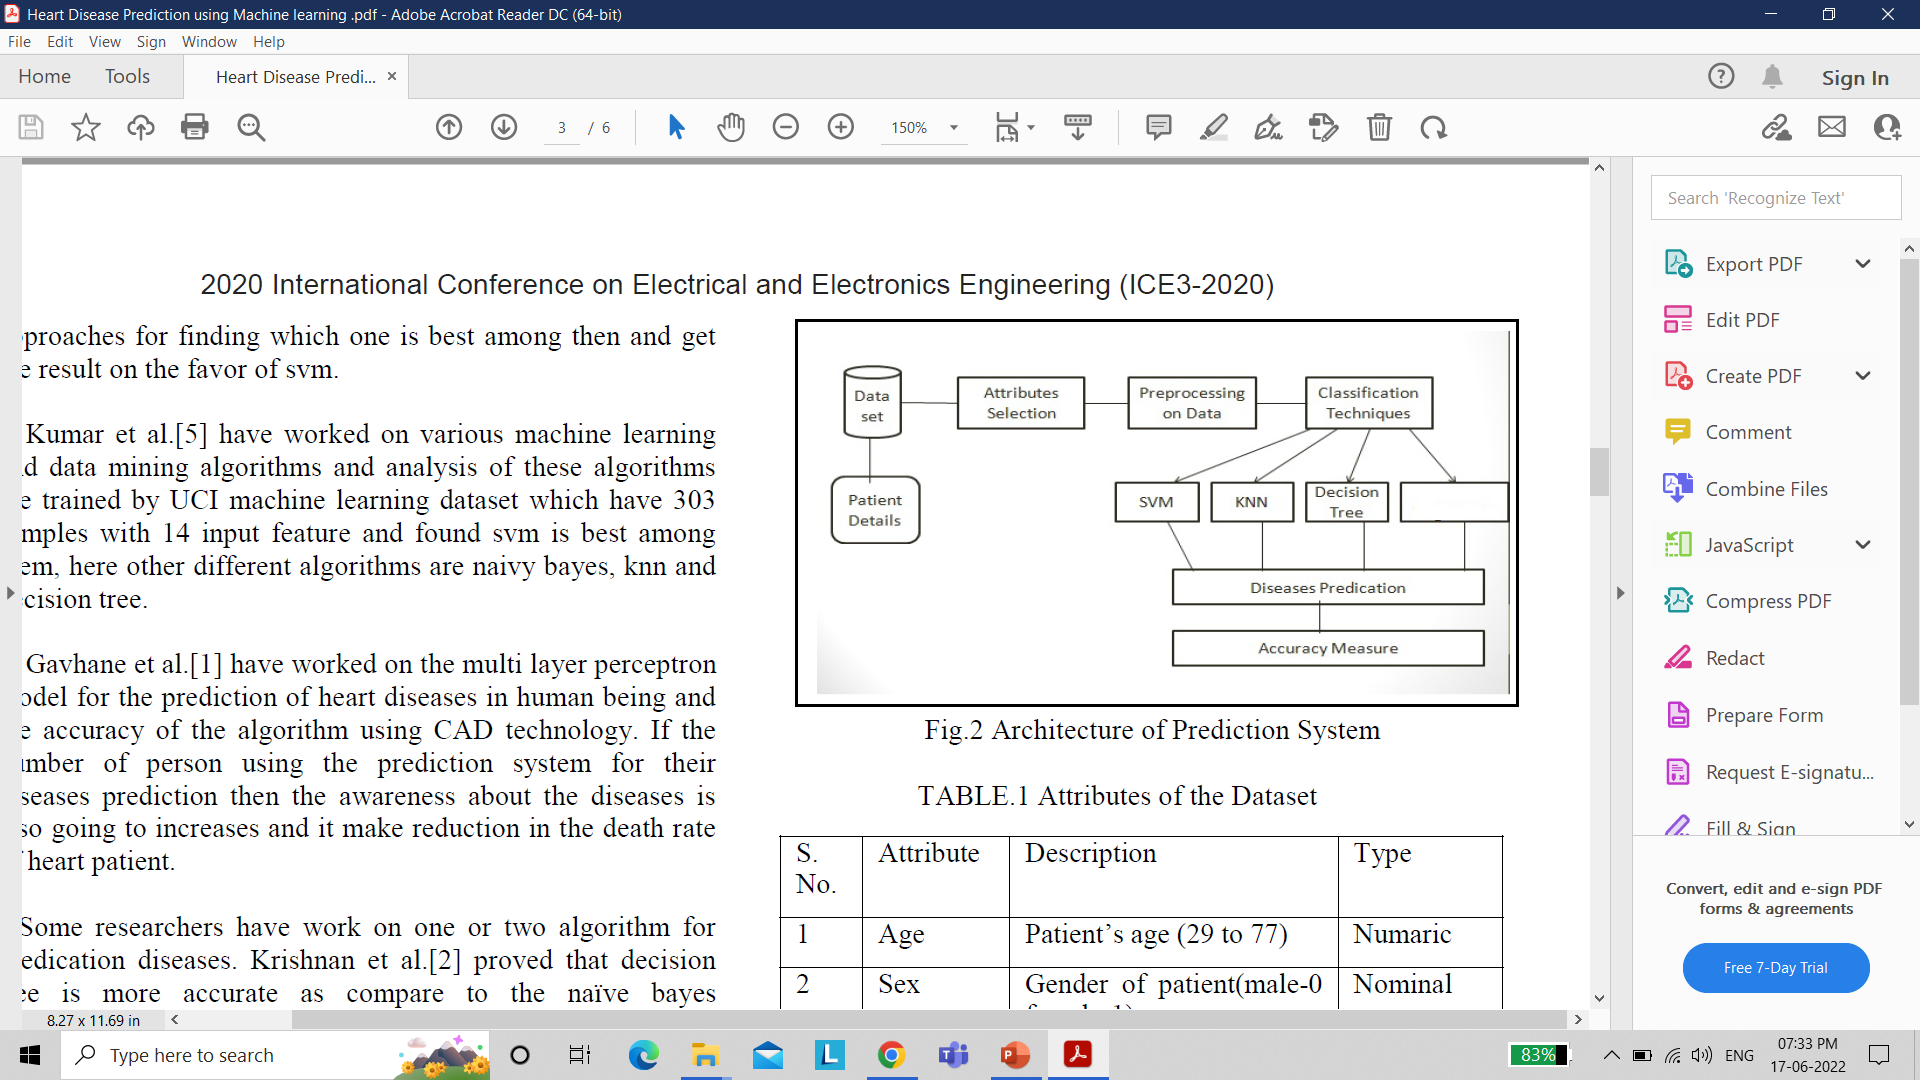 Heart Disease Prediction using Machine learning .pdf - Adobe Acrobat Reader DC (64-bit)
File Edit View Sign Window Help
Home Tools Heart Disease Predi... × Sign In
3 / 6 150%
2020 International Conference on Electrical and Electronics Engineering (ICE3-2020)
proaches for finding which one is best among then and get
e result on the favor of svm.
Kumar et al.[5] have worked on various machine learning
d data mining algorithms and analysis of these algorithms
e trained by UCI machine learning dataset which have 303
mples with 14 input feature and found svm is best among
em, here other different algorithms are naivy bayes, knn and
cision tree.
Gavhane et al.[1] have worked on the multi layer perceptron
odel for the prediction of heart diseases in human being and
e accuracy of the algorithm using CAD technology. If the
mber of person using the prediction system for their
seases prediction then the awareness about the diseases is
so going to increases and it make reduction in the death rate
heart patient.
Some researchers have work on one or two algorithm for
edication diseases. Krishnan et al.[2] proved that decision
ee is more accurate as compare to the naïve bayes
Data
set
Attributes
Selection
Preprocessing
on Data
Classification
Techniques
Patient
Details
SVM
KNN
Decision
Tree
Diseases Predication
Accuracy Measure
Fig.2 Architecture of Prediction System
TABLE.1 Attributes of the Dataset
S. No. Attribute Description Type
1 Age Patient’s age (29 to 77) Numaric
2 Sex Gender of patient(male-0 Nominal
8.27 x 11.69 in
Search 'Recognize Text'
Export PDF
Edit PDF
Create PDF
Comment
Combine Files
JavaScript
Compress PDF
Redact
Prepare Form
Request E-signatu...
Fill & Sign
Convert, edit and e-sign PDF
forms & agreements
Free 7-Day Trial
Type here to search
83%
ENG
07:33 PM
17-06-2022